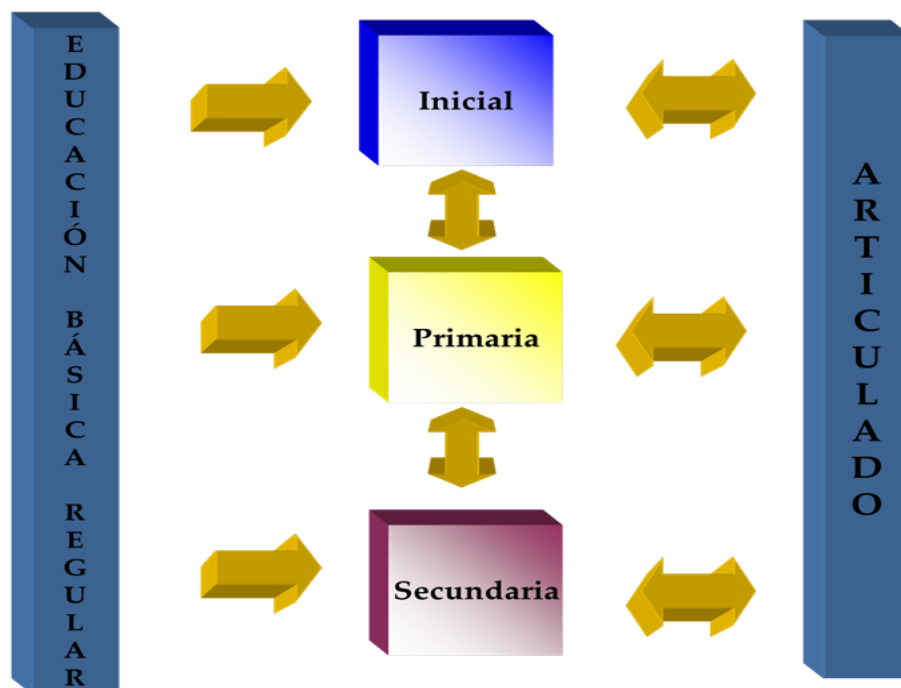 EDUCACIÓN BÁSICA REGULAR
Inicial
Primaria
Secundaria
ARTICULADO